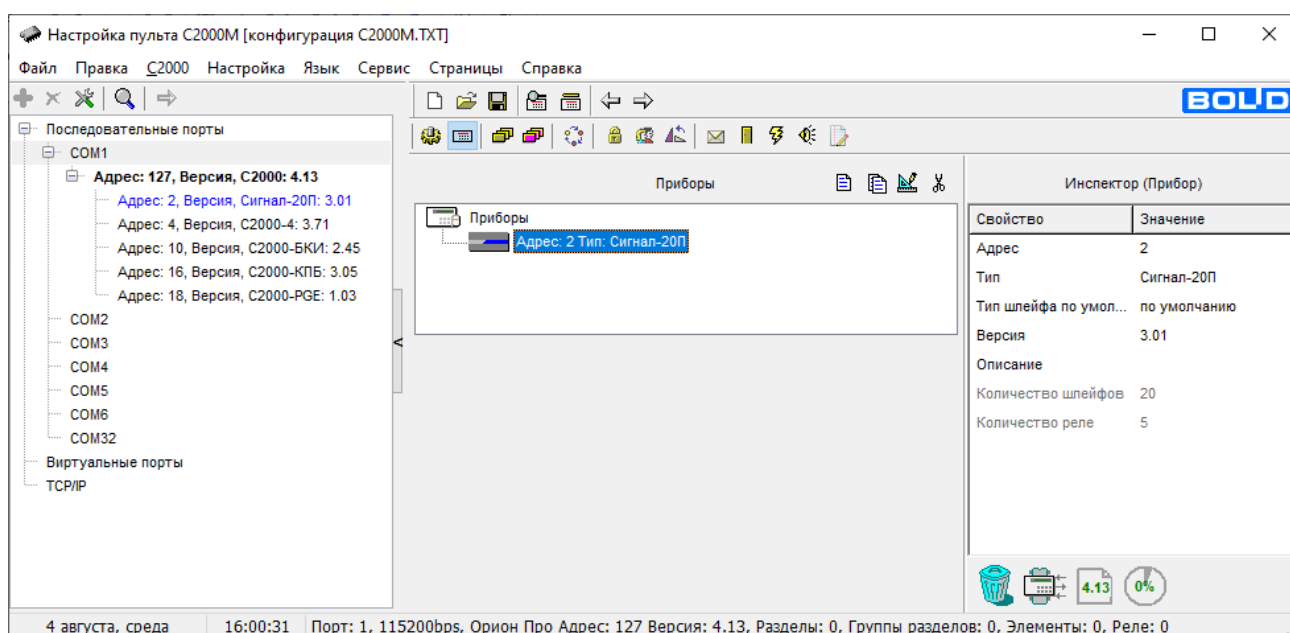 Настройка пульта C2000M [конфигурация C2000M.TXT]
Файл Правка C2000 Настройка Язык Сервис Страницы Справка
BOLID
Последовательные порты
COM1
Адрес: 127, Версия, C2000: 4.13
Адрес: 2, Версия, Сигнал-20П: 3.01
Адрес: 4, Версия, С2000-4: 3.71
Адрес: 10, Версия, С2000-БКИ: 2.45
Адрес: 16, Версия, С2000-КПБ: 3.05
Адрес: 18, Версия, С2000-PGE: 1.03
COM2
COM3
COM4
COM5
COM6
COM32
Виртуальные порты
TCP/IP
<
Приборы
Приборы
Адрес: 2 Тип: Сигнал-20П
Инспектор (Прибор)
Свойство Значение
Адрес 2
Тип Сигнал-20П
Тип шлейфа по умол... по умолчанию
Версия 3.01
Описание
Количество шлейфов 20
Количество реле 5
4.13 0%
4 августа, среда 16:00:31 Порт: 1, 115200bps, Орион Про Адрес: 127 Версия: 4.13, Разделы: 0, Группы разделов: 0, Элементы: 0, Реле: 0